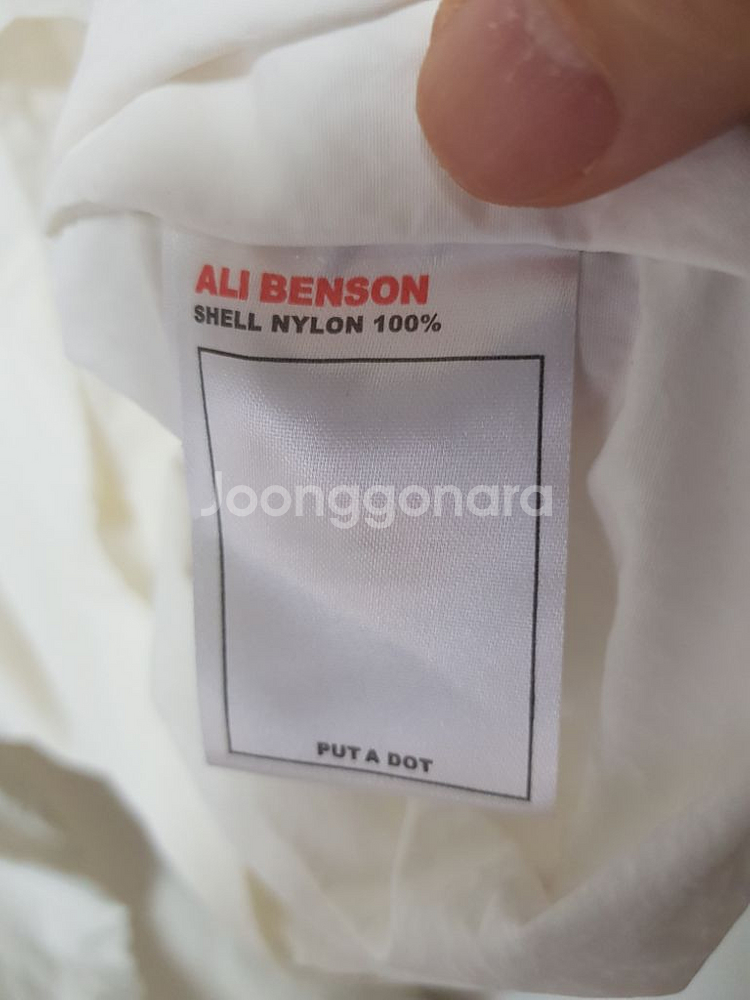 ALI BENSON
SHELL NYLON 100%
Joonggonara
PUT A DOT